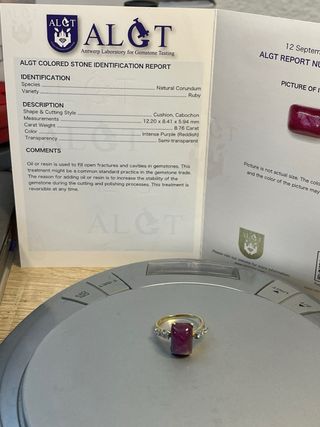 ALGT
ALGT
Antwerp Laboratory for Gemstone Testing
ALGT COLORED STONE IDENTIFICATION REPORT
IDENTIFICATION
Species Natural Corundum
Variety Ruby
DESCRIPTION
Shape & Cutting Style Cushion, Cabochon
Measurements 12.20 x 8.41 x 5.94 mm
Carat Weight 8.76 Carat
Color Intense Purple (Reddish)
Transparency Semi-transparent
COMMENTS
Oil or resin is used to fill open fractures and cavities in gemstones. This
treatment might be a common standard practice in the gemstone trade.
The reason for adding oil or resin is to increase the stability of the
gemstone during the cutting and polishing processes. This treatment is
reversible at any time.
ALGT
12 Septem
ALGT REPORT NU
PICTURE OF I
Picture is not actual size. The colo
and the color of the picture may
ALGT